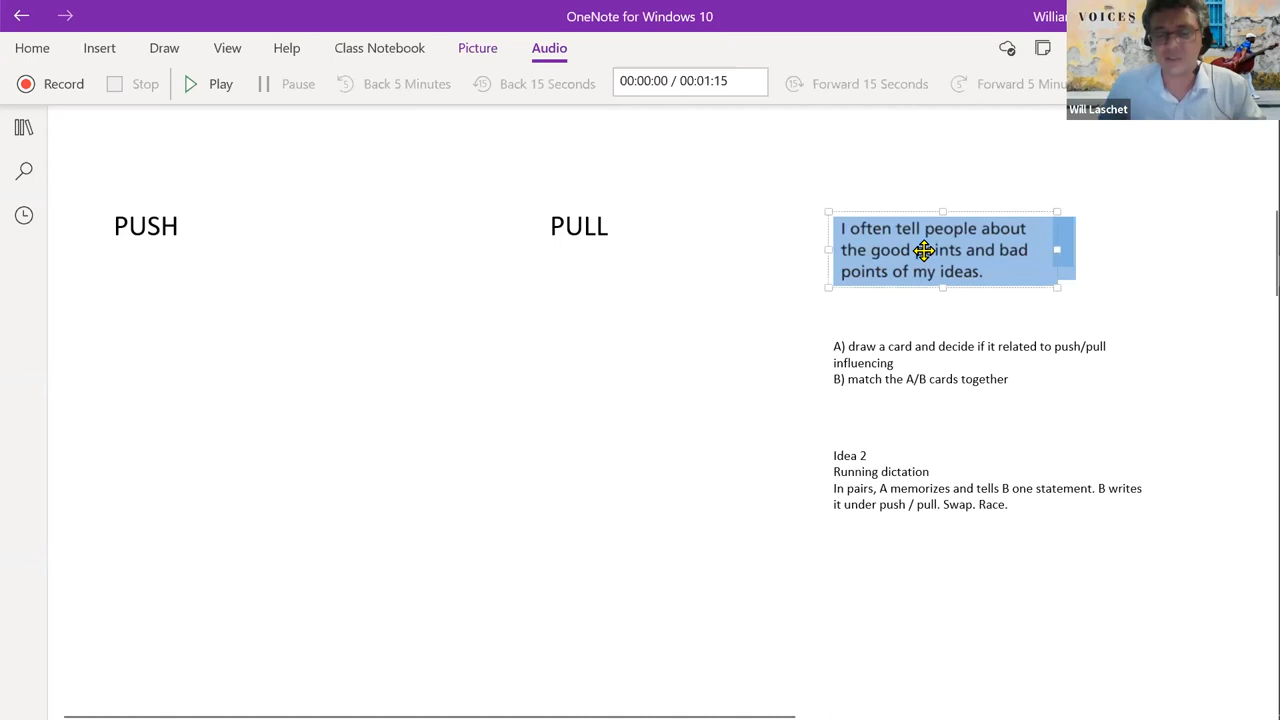 OneNote for Windows 10
Willia
VOICES
Home Insert Draw View Help Class Notebook Picture Audio
Record Stop Play Pause Back 5 Minutes Back 15 Seconds 00:00:00 / 00:01:15 Forward 15 Seconds Forward 5 Minu
Will Laschet
PUSH
PULL
I often tell people about
the good points and bad
points of my ideas.
A) draw a card and decide if it related to push/pull
influencing
B) match the A/B cards together
Idea 2
Running dictation
In pairs, A memorizes and tells B one statement. B writes
it under push / pull. Swap. Race.